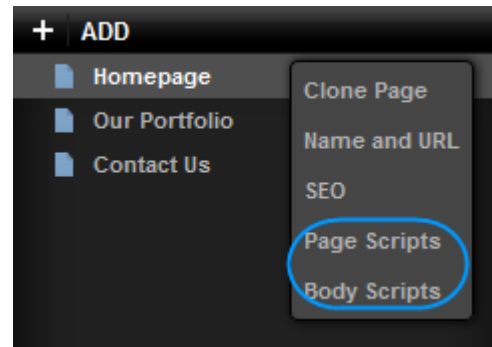 + ADD
Homepage
Our Portfolio
Contact Us
Clone Page
Name and URL
SEO
Page Scripts
Body Scripts